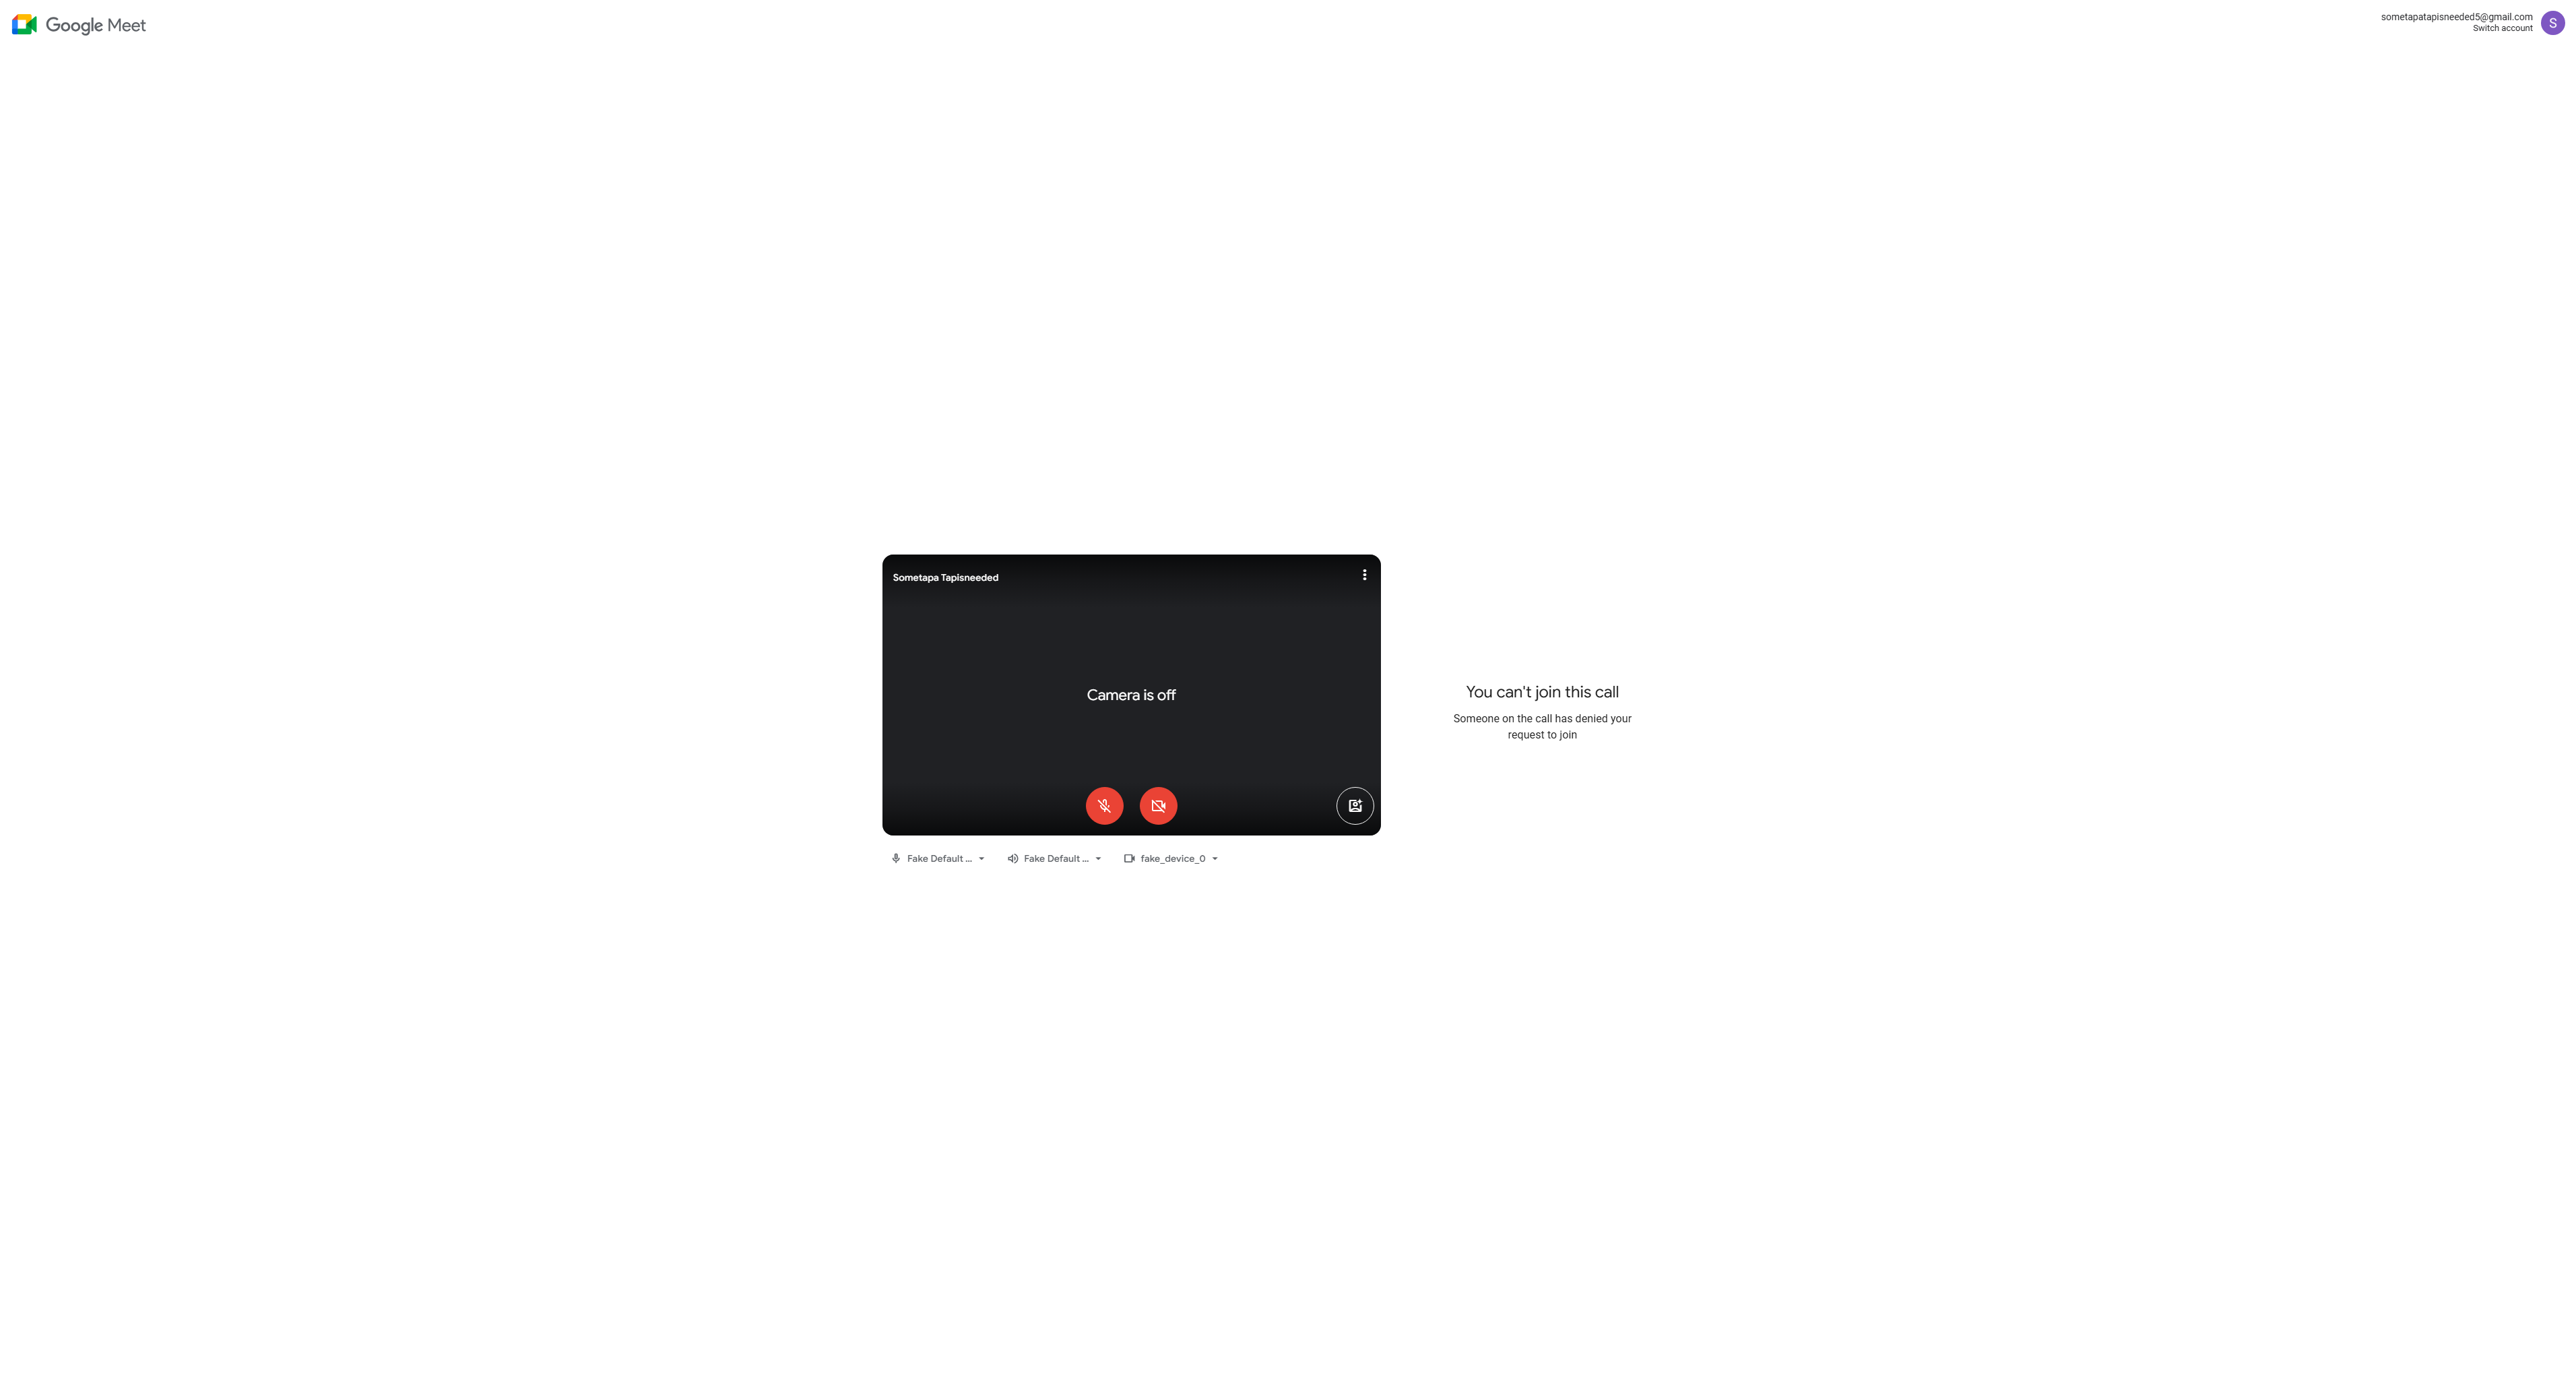 Google Meet
sometapatapisneeded5@gmail.com
Switch account
S
Sometapa Tapisneeded
Camera is off
You can't join this call
Someone on the call has denied your
request to join
Fake Default ...
Fake Default ...
fake_device_0